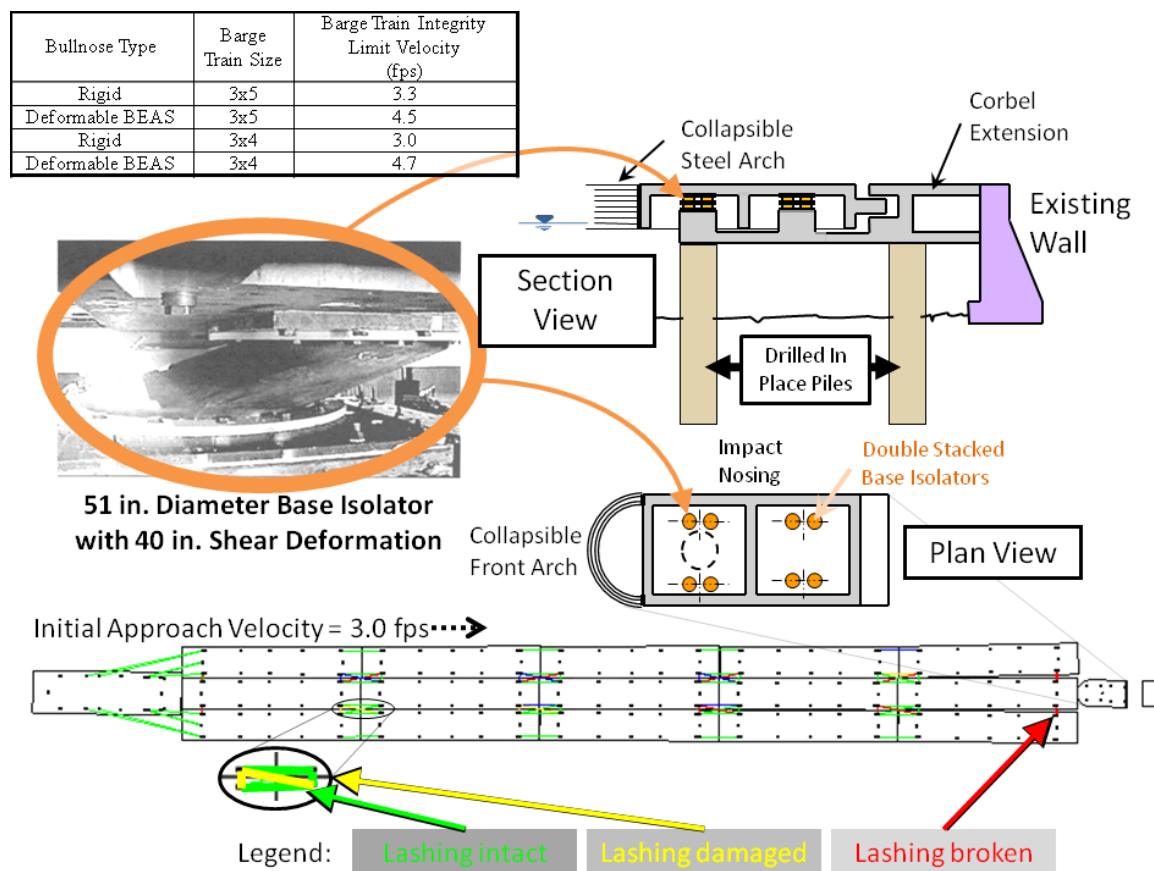 Bullnose Type
Barge
Train Size
Barge Train Integrity
Limit Velocity
(fps)
Rigid 3x5 3.3
Deformable BEAS 3x5 4.5
Rigid 3x4 3.0
Deformable BEAS 3x4 4.7
Collapsible
Steel Arch
Corbel
Extension
Existing
Wall
Section
View
Drilled In
Place Piles
51 in. Diameter Base Isolator
with 40 in. Shear Deformation
Impact
Nosing
Double Stacked
Base Isolators
Collapsible
Front Arch
Plan View
Initial Approach Velocity = 3.0 fps
Legend: Lashing intact Lashing damaged Lashing broken